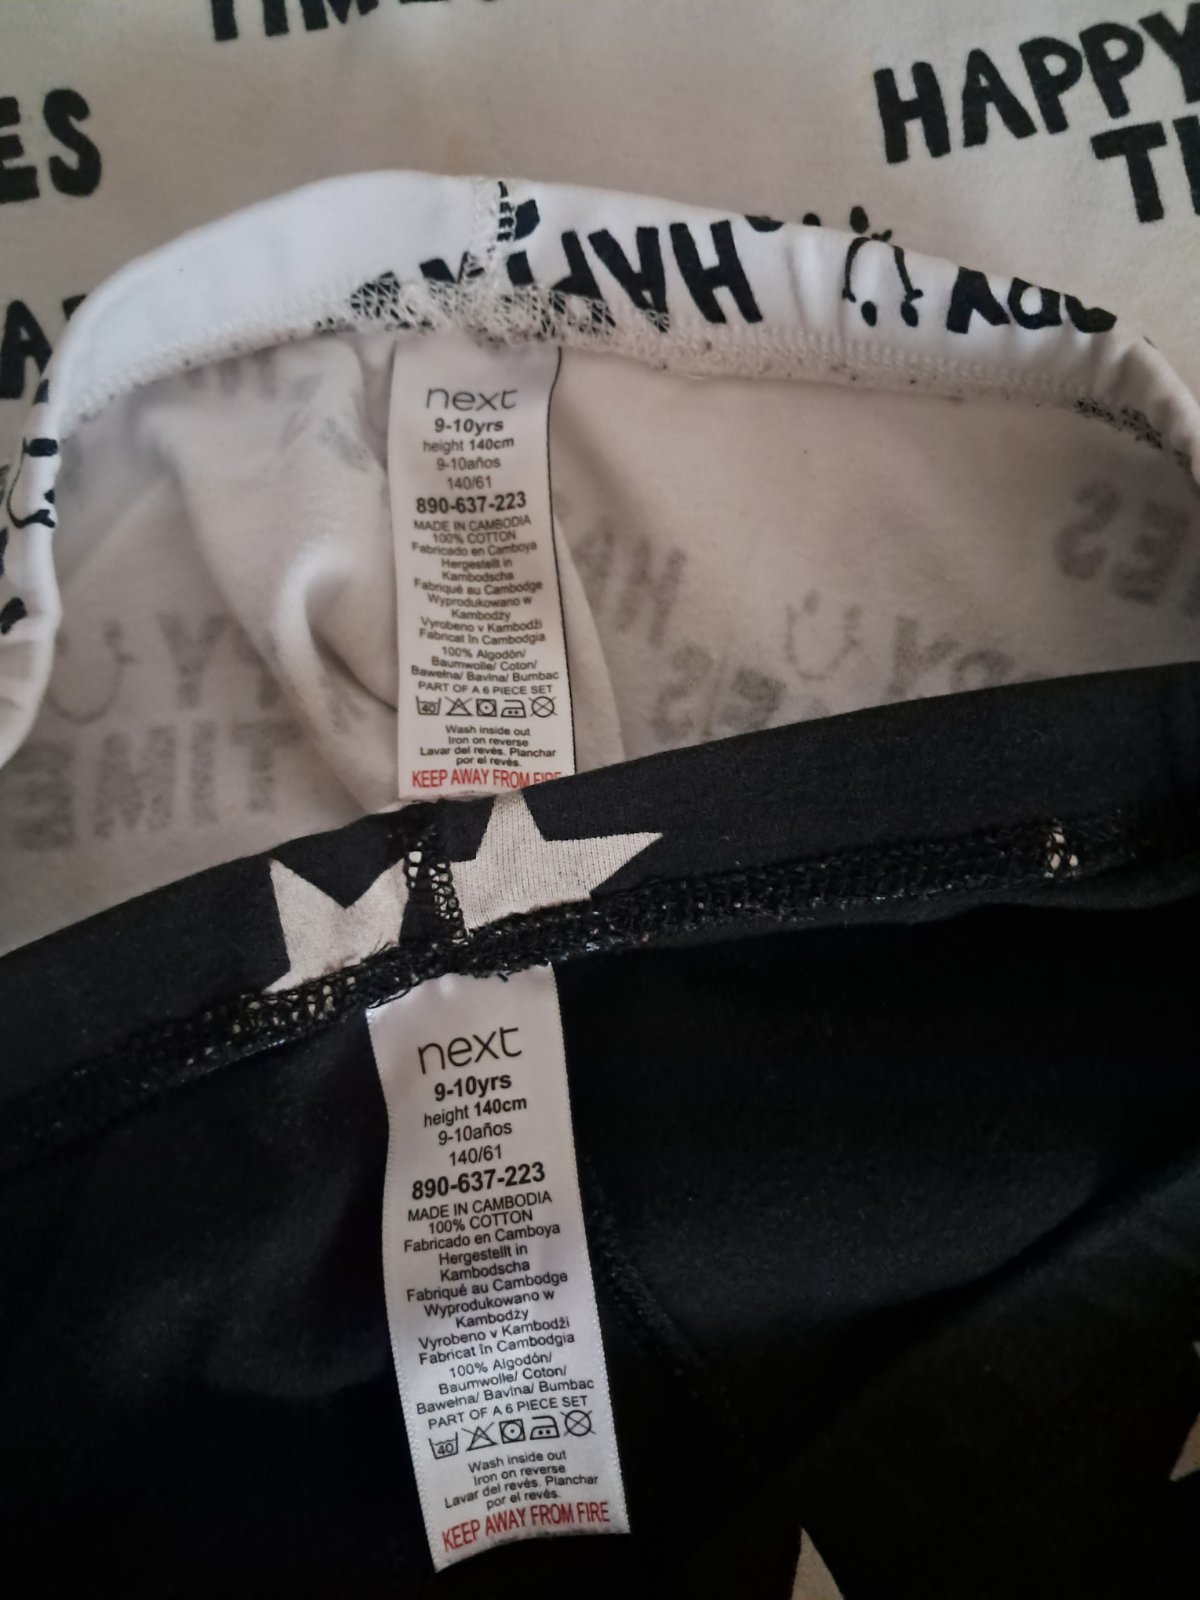 TIMES
HAPPY
ES
HAPPY
next
9-10yrs
height 140cm
9-10años
140/61
890-637-223
MADE IN CAMBODIA
100% COTTON
Fabricado en Camboya
Hergestellt in
Kambodscha
Fabriqué au Cambodge
Wyprodukowano w
Kambodży
Vyrobeno v Kambodži
Fabricat în Cambodgia
100% Algodón/
Baumwolle/ Coton/
Bawełna/ Bavlna/ Bumbac
PART OF A 6 PIECE SET
40
Wash inside out
Iron on reverse
Lavar del revés. Planchar
por el revés.
KEEP AWAY FROM FIRE
TIME
next
9-10yrs
height 140cm
9-10años
140/61
890-637-223
MADE IN CAMBODIA
100% COTTON
Fabricado en Camboya
Hergestellt in
Kambodscha
Fabriqué au Cambodge
Wyprodukowano w
Kambodży
Vyrobeno v Kambodži
Fabricat în Cambodgia
100% Algodón/
Baumwolle/ Coton/
Bawełna/ Bavlna/ Bumbac
PART OF A 6 PIECE SET
40
Wash inside out
Iron on reverse
Lavar del revés. Planchar
por el revés.
KEEP AWAY FROM FIRE